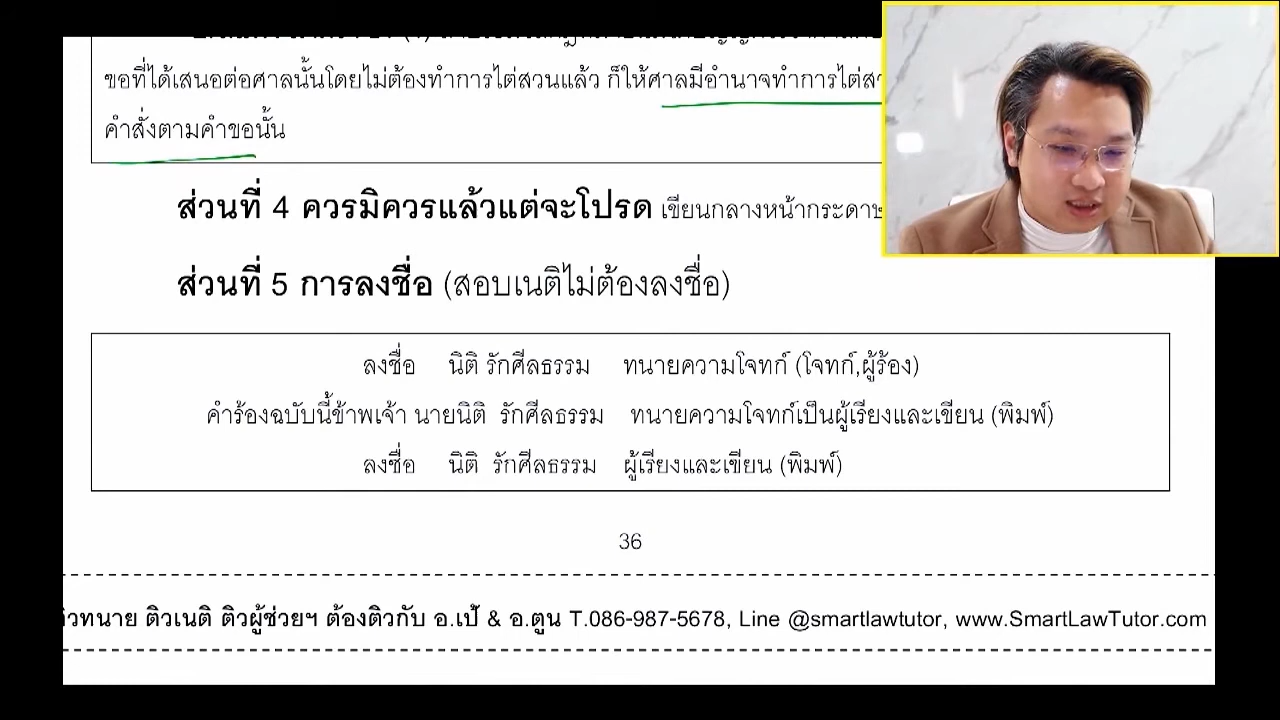 ขอที่ได้เสนอต่อศาลนั้นโดยไม่ต้องทำการไต่สวนแล้ว ก็ให้ศาลมีอำนาจทำการไต่
คำสั่งตามคำขอนั้น
ส่วนที่ 4 ควรมิควรแล้วแต่จะโปรด เขียนกลางหน้ากระดาษ
ส่วนที่ 5 การลงชื่อ (สอบเนติไม่ต้องลงชื่อ)
ลงชื่อ นิติ รักศีลธรรม ทนายความโจทก์ (โจทก์,ผู้ร้อง)
คำร้องฉบับนี้ข้าพเจ้า นายนิติ รักศีลธรรม ทนายความโจทก์เป็นผู้เรียงและเขียน (พิมพ์)
ลงชื่อ นิติ รักศีลธรรม ผู้เรียงและเขียน (พิมพ์)
36
ติวทนาย ติวเนติ ติวผู้ช่วยฯ ต้องติวกับ อ.เป้ & อ.ตูน T.086-987-5678, Line @smartlawtutor, www.SmartLawTutor.com